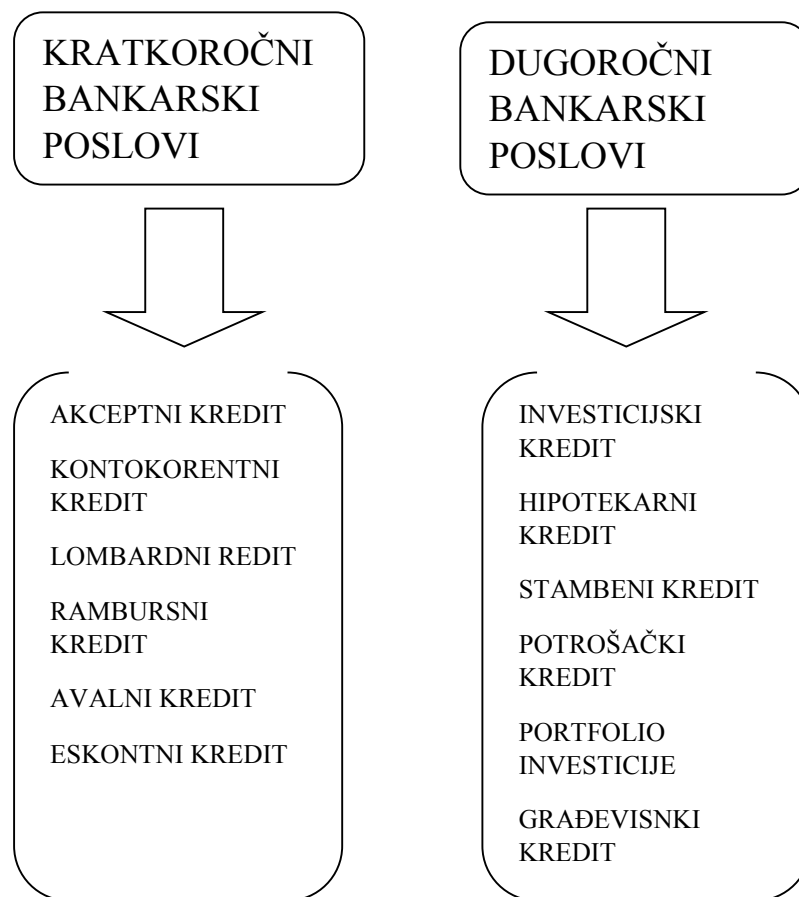 KRATKOROČNI
BANKARSKI
POSLOVI
AKCEPTNI KREDIT
KONTOKORENTNI
KREDIT
LOMBARDNI REDIT
RAMBURSNI
KREDIT
AVALNI KREDIT
ESKONTNI KREDIT
DUGOROČNI
BANKARSKI
POSLOVI
INVESTICIJSKI
KREDIT
HIPOTEKARNI
KREDIT
STAMBENI KREDIT
POTROŠAČKI
KREDIT
PORTFOLIO
INVESTICIJE
GRAĐEVISNKI
KREDIT